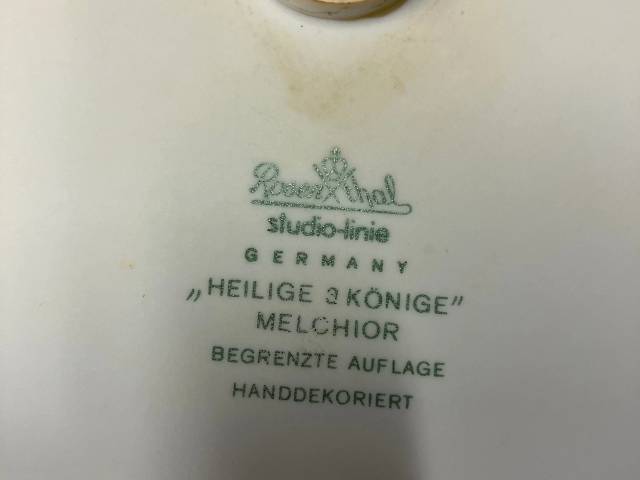 Rosenthal
studio-linie
GERMANY
„HEILIGE 3 KÖNIGE”
MELCHIOR
BEGRENZTE AUFLAGE
HANDDEKORIERT